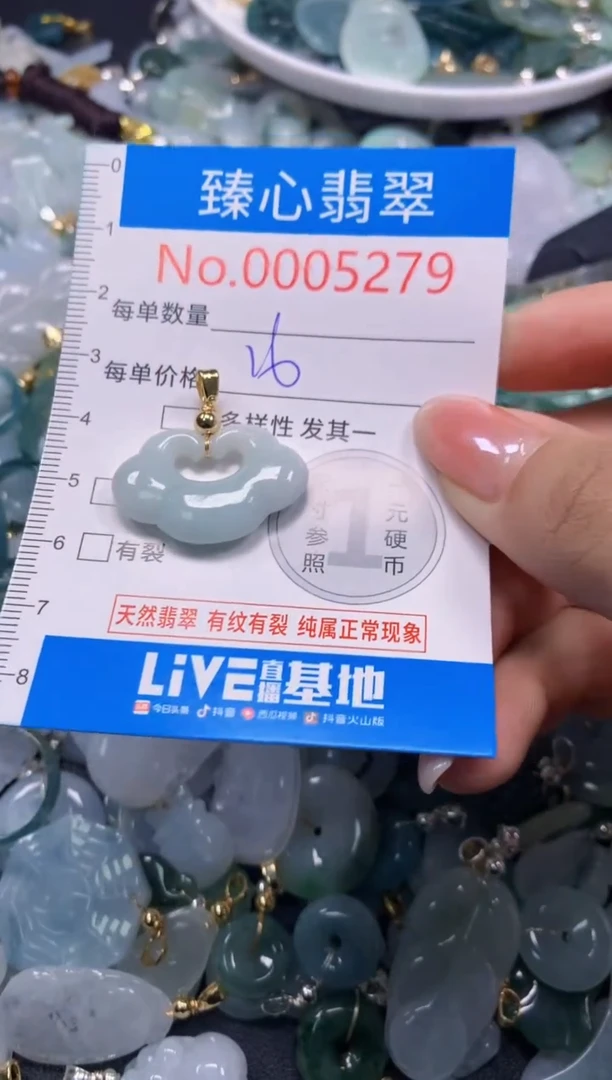 0
臻心翡翠
1
No.0005279
2
每单数量
3
每单价格
4
多样性 发其一
5
元
6
有裂
参照
1
硬币
7
天然翡翠 有纹有裂 纯属正常现象
8
LiVE直播基地
今日头条 抖音 西瓜视频 抖音火山版